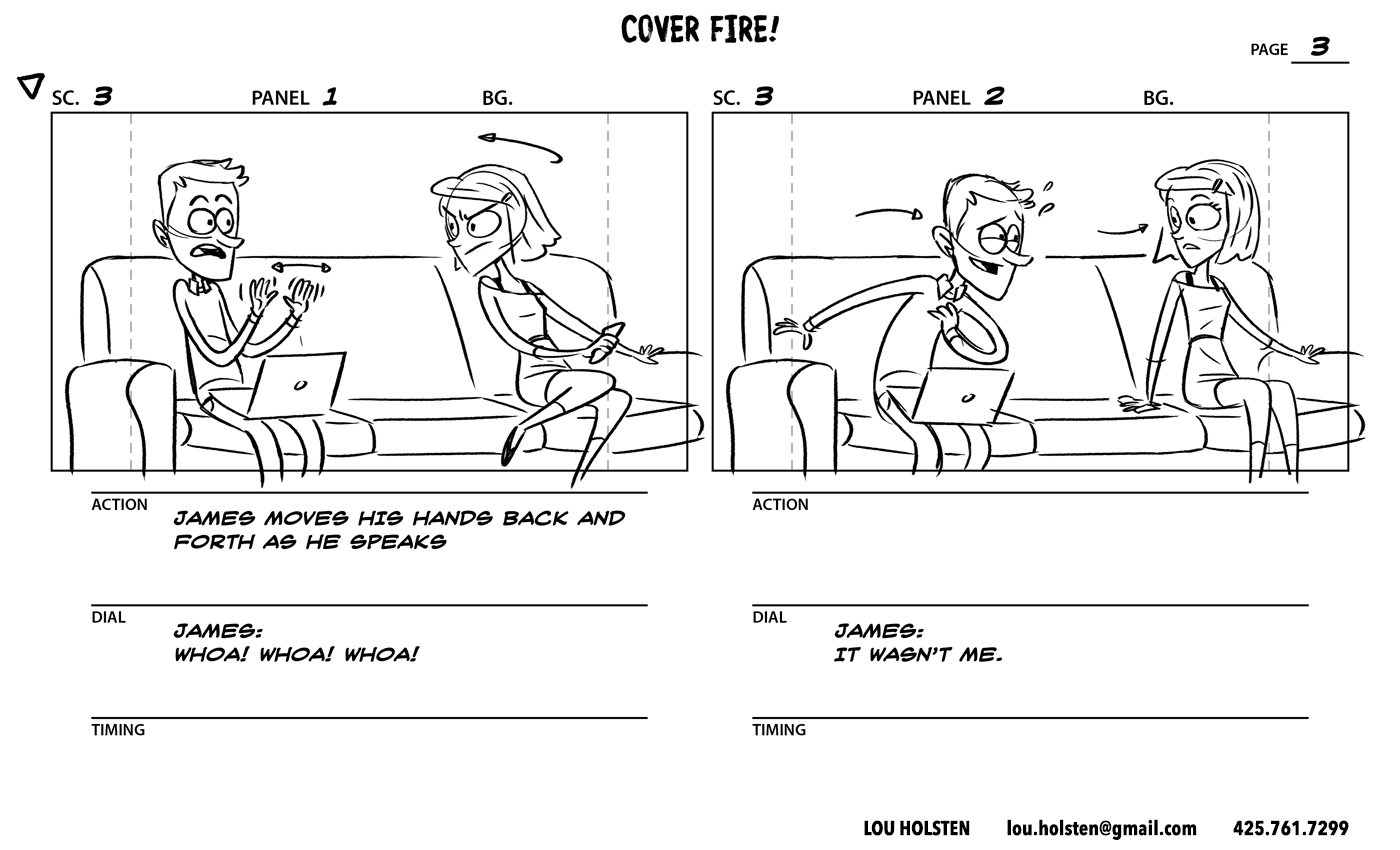 COVER FIRE!
PAGE 3
SC. 3 PANEL 1 BG.
SC. 3 PANEL 2 BG.
ACTION
JAMES MOVES HIS HANDS BACK AND
FORTH AS HE SPEAKS
DIAL
JAMES:
WHOA! WHOA! WHOA!
TIMING
ACTION
DIAL
JAMES:
IT WASN'T ME.
TIMING
LOU HOLSTEN lou.holsten@gmail.com 425.761.7299